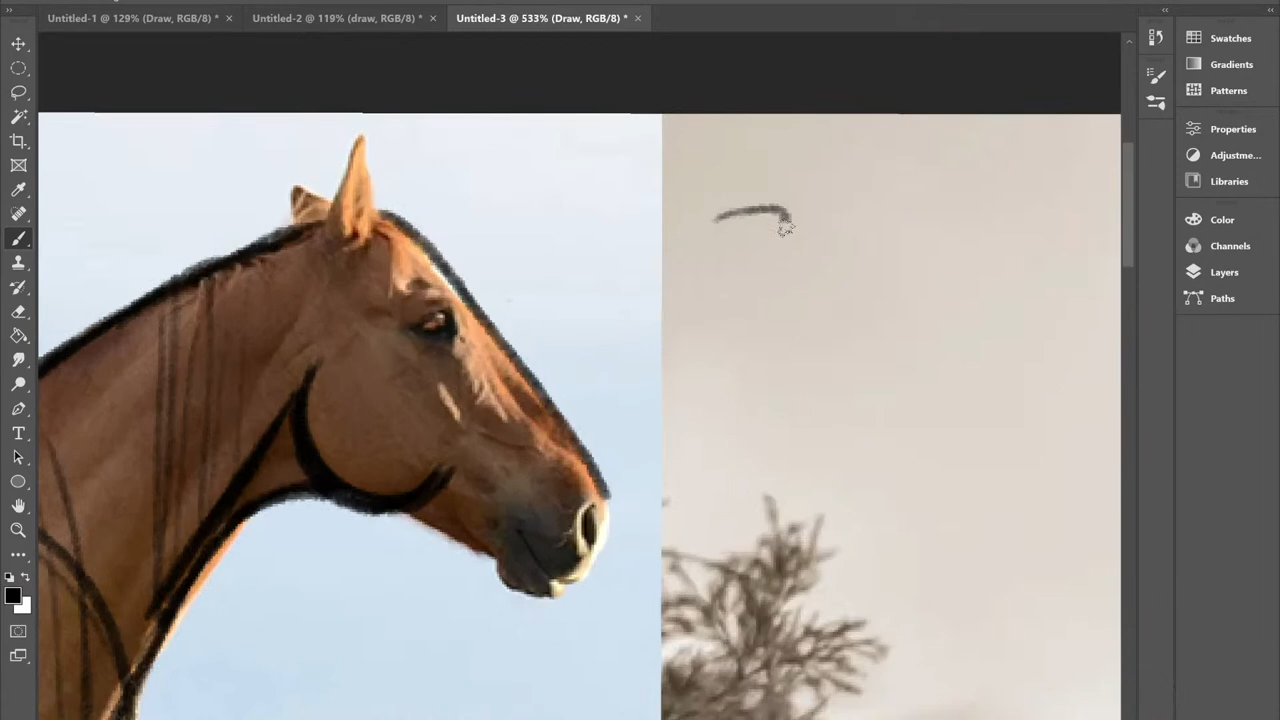 Untitled-1 @ 129% (Draw, RGB/8) *
Untitled-2 @ 119% (draw, RGB/8) *
Untitled-3 @ 533% (Draw, RGB/8) *
Swatches
Gradients
Patterns
Properties
Adjustme...
Libraries
Color
Channels
Layers
Paths